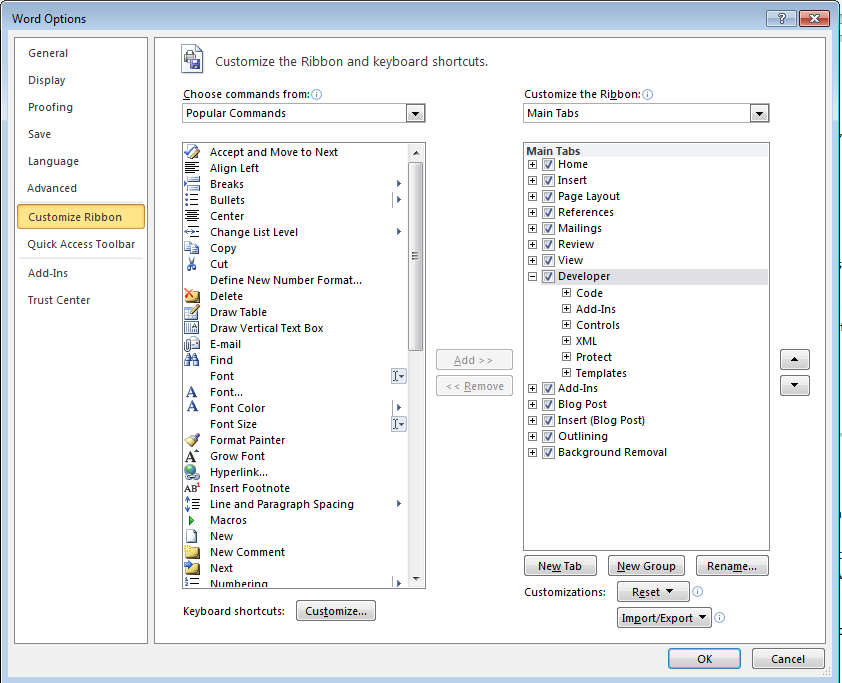 Word Options
General
Display
Proofing
Save
Language
Advanced
Customize Ribbon
Quick Access Toolbar
Add-Ins
Trust Center
Customize the Ribbon and keyboard shortcuts.
Choose commands from:
Popular Commands
Accept and Move to Next
Align Left
Breaks
Bullets
Center
Change List Level
Copy
Cut
Define New Number Format...
Delete
Draw Table
Draw Vertical Text Box
E-mail
Find
Font
Font...
Font Color
Font Size
Format Painter
Grow Font
Hyperlink...
Insert Footnote
Line and Paragraph Spacing
Macros
New
New Comment
Next
Numbering
Keyboard shortcuts: Customize...
Add >>
<< Remove
Customize the Ribbon:
Main Tabs
Main Tabs
Home
Insert
Page Layout
References
Mailings
Review
View
Developer
Code
Add-Ins
Controls
XML
Protect
Templates
Add-Ins
Blog Post
Insert (Blog Post)
Outlining
Background Removal
New Tab New Group Rename...
Customizations: Reset
Import/Export
OK Cancel